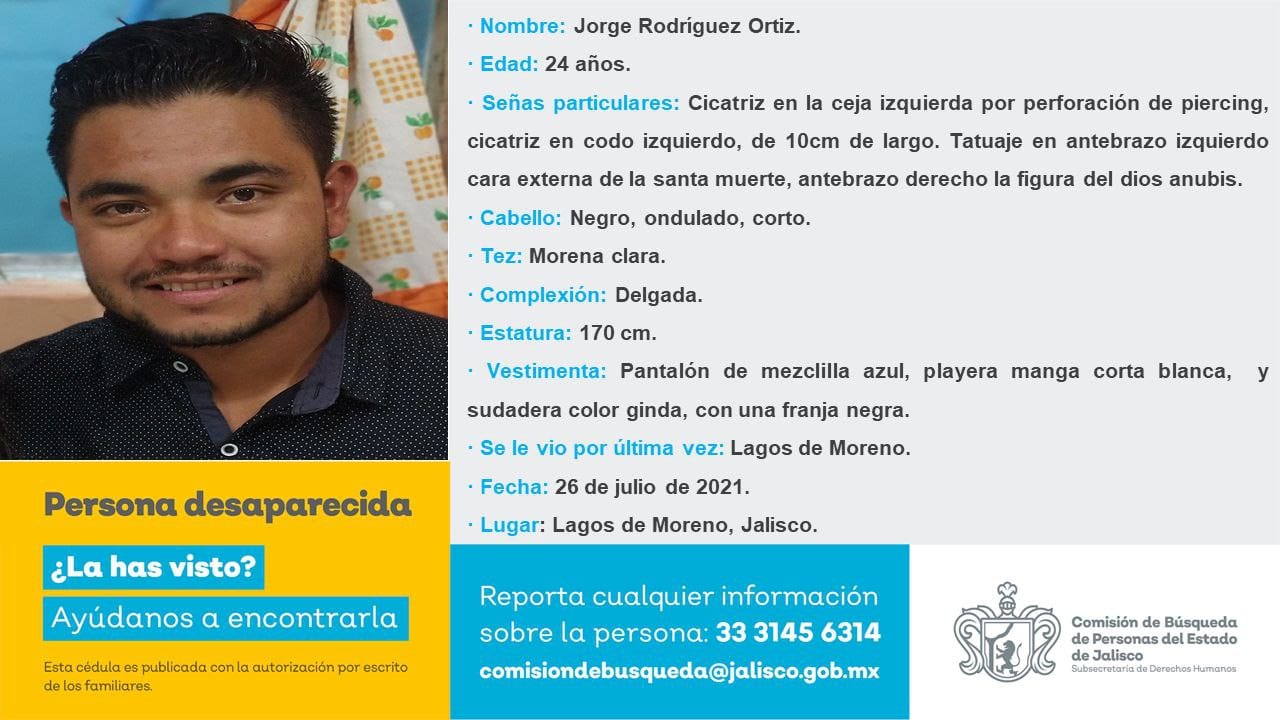 · Nombre: Jorge Rodríguez Ortiz.
· Edad: 24 años.
· Señas particulares: Cicatriz en la ceja izquierda por perforación de piercing,
cicatriz en codo izquierdo, de 10cm de largo. Tatuaje en antebrazo izquierdo
cara externa de la santa muerte, antebrazo derecho la figura del dios anubis.
· Cabello: Negro, ondulado, corto.
· Tez: Morena clara.
· Complexión: Delgada.
· Estatura: 170 cm.
· Vestimenta: Pantalón de mezclilla azul, playera manga corta blanca, y
sudadera color ginda, con una franja negra.
· Se le vio por última vez: Lagos de Moreno.
· Fecha: 26 de julio de 2021.
· Lugar: Lagos de Moreno, Jalisco.
Persona desaparecida
¿La has visto?
Ayúdanos a encontrarla
Esta cédula es publicada con la autorización por escrito
de los familiares.
Reporta cualquier información
sobre la persona: 33 3145 6314
comisiondebusqueda@jalisco.gob.mx
Comisión de Búsqueda
de Personas del Estado
de Jalisco
Subsecretaría de Derechos Humanos